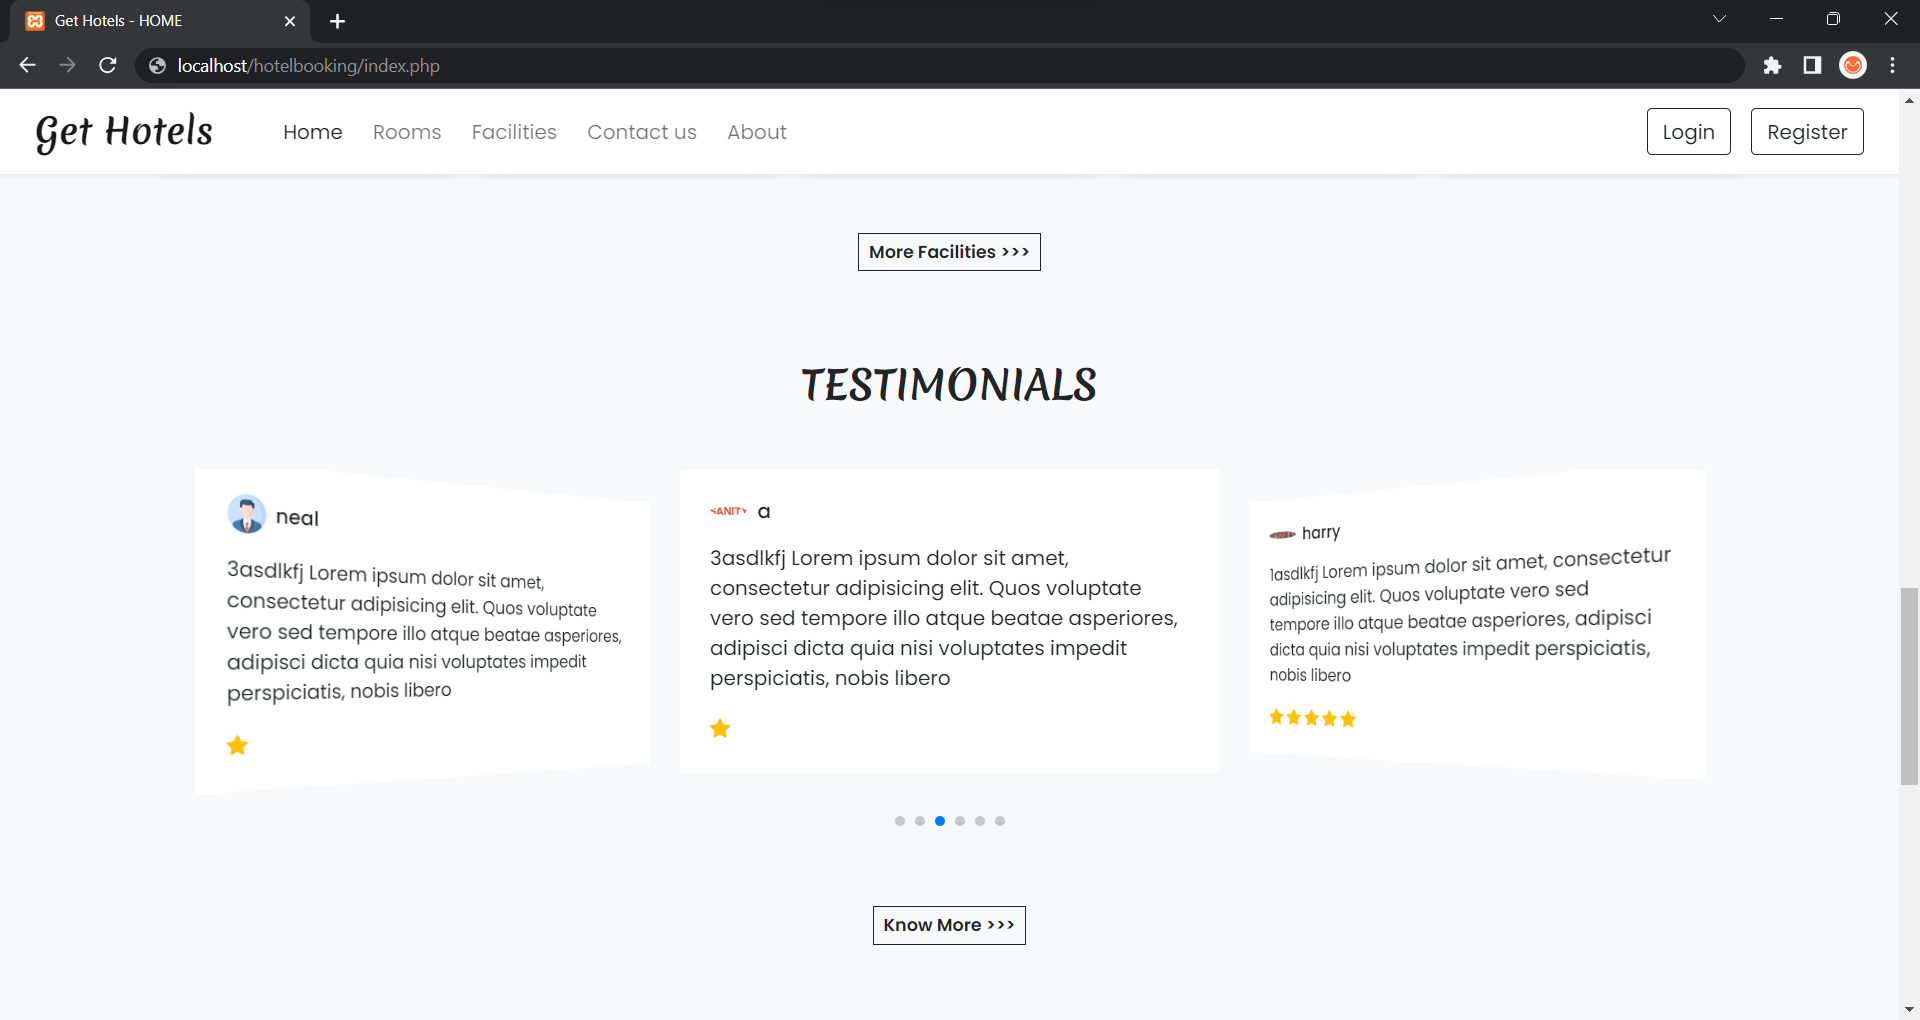 Get Hotels - HOME
localhost/hotelbooking/index.php
Get Hotels Home Rooms Facilities Contact us About Login Register
More Facilities >>>
TESTIMONIALS
neal
3asdlkfj Lorem ipsum dolor sit amet,
consectetur adipisicing elit. Quos voluptate
vero sed tempore illo atque beatae asperiores,
adipisci dicta quia nisi voluptates impedit
perspiciatis, nobis libero
SANITY a
3asdlkfj Lorem ipsum dolor sit amet,
consectetur adipisicing elit. Quos voluptate
vero sed tempore illo atque beatae asperiores,
adipisci dicta quia nisi voluptates impedit
perspiciatis, nobis libero
harry
1asdlkfj Lorem ipsum dolor sit amet, consectetur
adipisicing elit. Quos voluptate vero sed
tempore illo atque beatae asperiores, adipisci
dicta quia nisi voluptates impedit perspiciatis,
nobis libero
Know More >>>